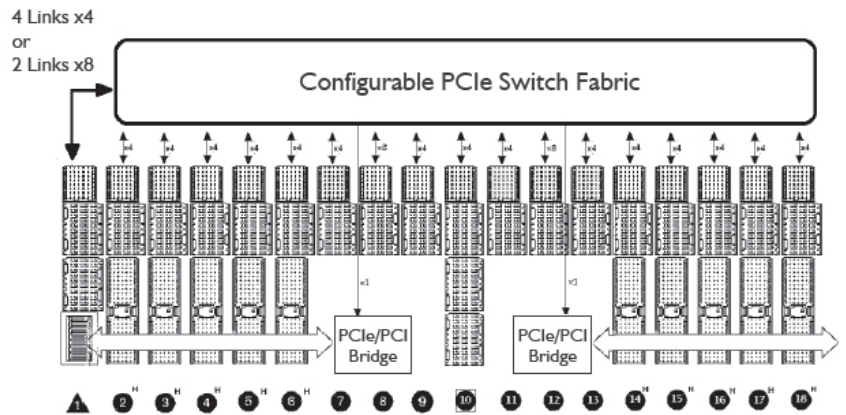 4 Links x4
or
2 Links x8
Configurable PCIe Switch Fabric
x4 x4 x4 x4 x4 x4 x8 x4 x4 x4 x8 x4 x4 x4 x4 x4 x4
x1 x1
PCIe/PCI PCIe/PCI
Bridge Bridge
1 2 H 3 H 4 H 5 H 6 H 7 8 9 10 11 12 13 14 H 15 H 16 H 17 H 18 H